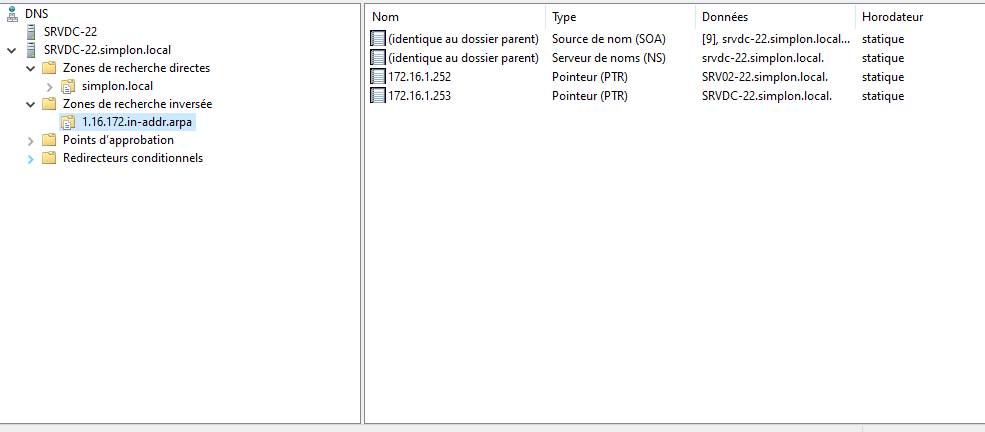 DNS
SRVDC-22
SRVDC-22.simplon.local
Zones de recherche directes
simplon.local
Zones de recherche inversée
1.16.172.in-addr.arpa
Points d’approbation
Redirecteurs conditionnels
Nom Type Données Horodateur
(identique au dossier parent) Source de nom (SOA) [9], srvdc-22.simplon.local... statique
(identique au dossier parent) Serveur de noms (NS) srvdc-22.simplon.local. statique
172.16.1.252 Pointeur (PTR) SRV02-22.simplon.local. statique
172.16.1.253 Pointeur (PTR) SRVDC-22.simplon.local. statique